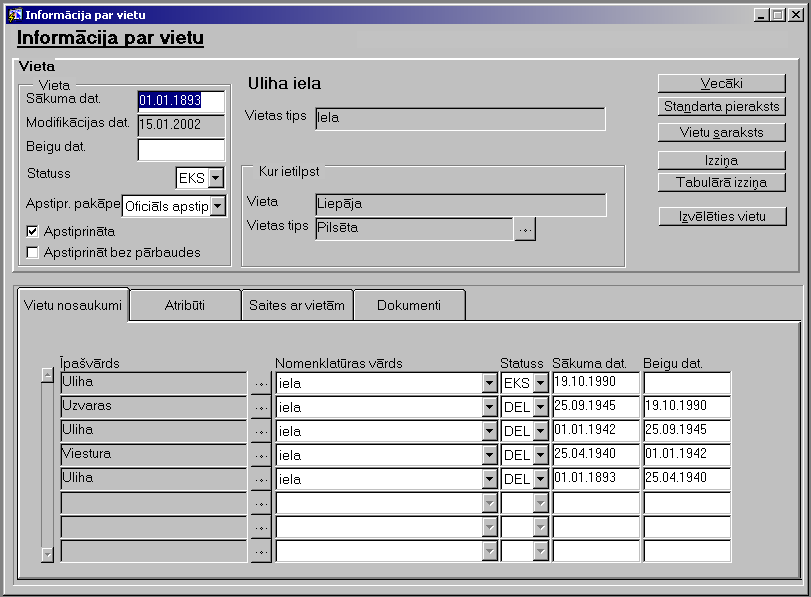 Informācija par vietu
Informācija par vietu
Vieta
Vieta
Sākuma dat. 01.01.1893
Modifikācijas dat. 15.01.2002
Beigu dat.
Statuss EKS
Apstipr. pakāpe Oficiāls apstip
Apstiprināta
Apstiprināt bez pārbaudes
Uliha iela
Vietas tips Iela
Kur ietilpst
Vieta Liepāja
Vietas tips Pilsēta ...
Vecāki
Standarta pieraksts
Vietu saraksts
Izziņa
Tabulārā izziņa
Izvēlēties vietu
Vietu nosaukumi Atribūti Saites ar vietām Dokumenti
Īpašvārds Nomenklatūras vārds Statuss Sākuma dat. Beigu dat.
Uliha ... iela EKS 19.10.1990
Uzvaras ... iela DEL 25.09.1945 19.10.1990
Uliha ... iela DEL 01.01.1942 25.09.1945
Viestura ... iela DEL 25.04.1940 01.01.1942
Uliha ... iela DEL 01.01.1893 25.04.1940
...
...
...